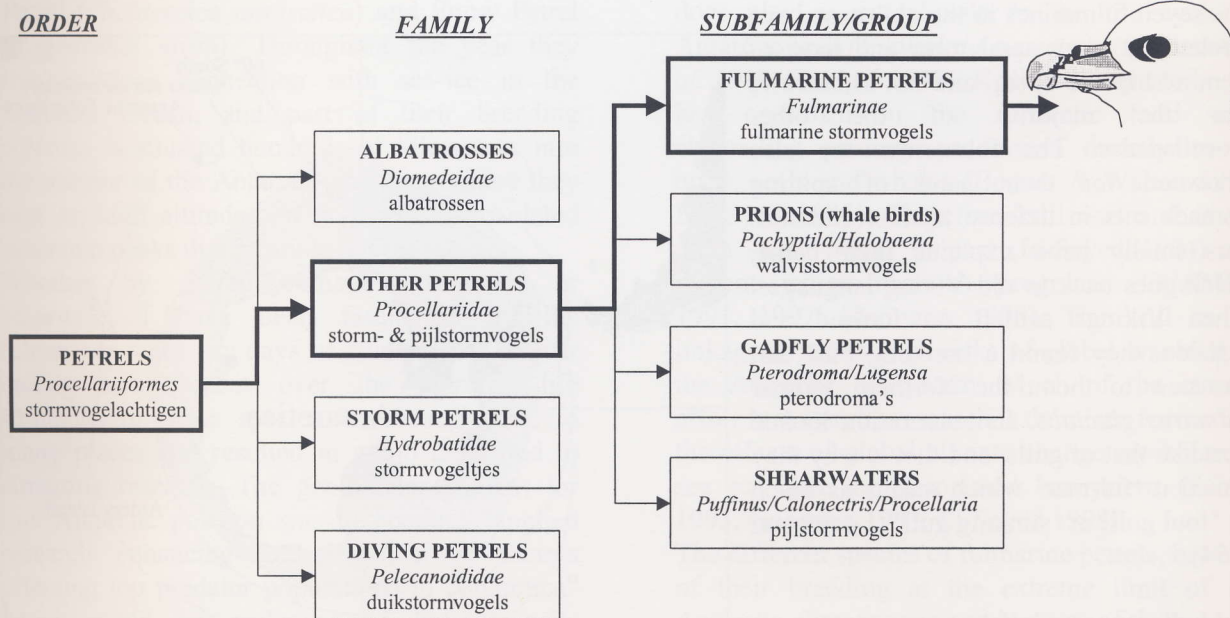 ORDER
FAMILY
SUBFAMILY/GROUP
PETRELS
Procellariiformes
stormvogelachtigen
ALBATROSSES
Diomedeidae
albatrossen
OTHER PETRELS
Procellariidae
storm- & pijlstormvogels
STORM PETRELS
Hydrobatidae
stormvogeltjes
DIVING PETRELS
Pelecanoididae
duikstormvogels
FULMARINE PETRELS
Fulmarinae
fulmarine stormvogels
PRIONS (whale birds)
Pachyptila/Halobaena
walvisstormvogels
GADFLY PETRELS
Pterodroma/Lugensa
pterodroma's
SHEARWATERS
Puffinus/Calonectris/Procellaria
pijlstormvogels